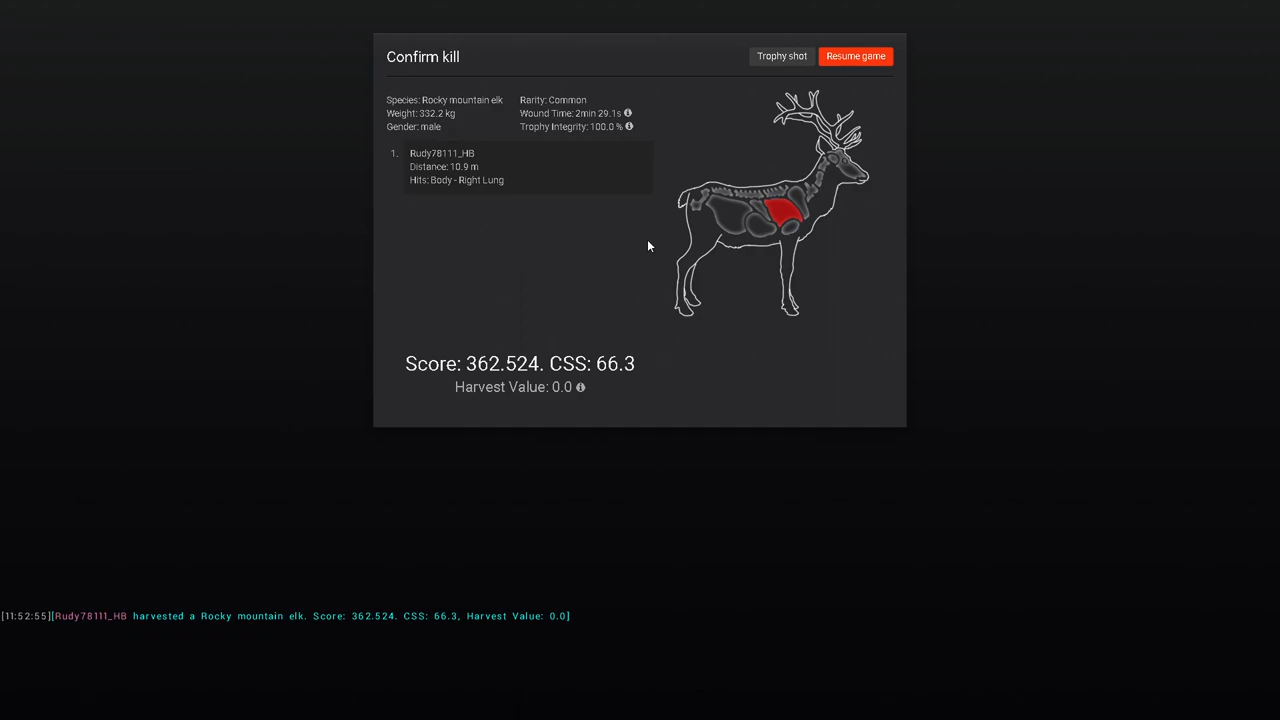 Confirm kill
Trophy shot
Resume game
Species: Rocky mountain elk
Weight: 332.2 kg
Gender: male
Rarity: Common
Wound Time: 2min 29.1s
Trophy Integrity: 100.0 %
1.
Rudy78111_HB
Distance: 10.9 m
Hits: Body - Right Lung
Score: 362.524. CSS: 66.3
Harvest Value: 0.0
[11:52:55][Rudy78111_HB harvested a Rocky mountain elk. Score: 362.524. CSS: 66.3, Harvest Value: 0.0]